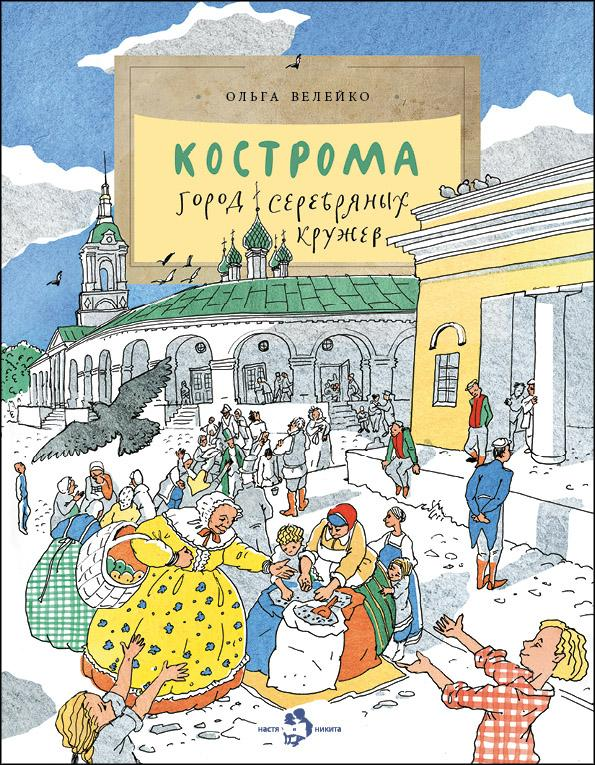 ОЛЬГА ВЕЛЕЙКО
КОСТРОМА
ГОРОД СЕРЕБРЯНЫХ
КРУЖЕВ
НАСТЯ И НИКИТА